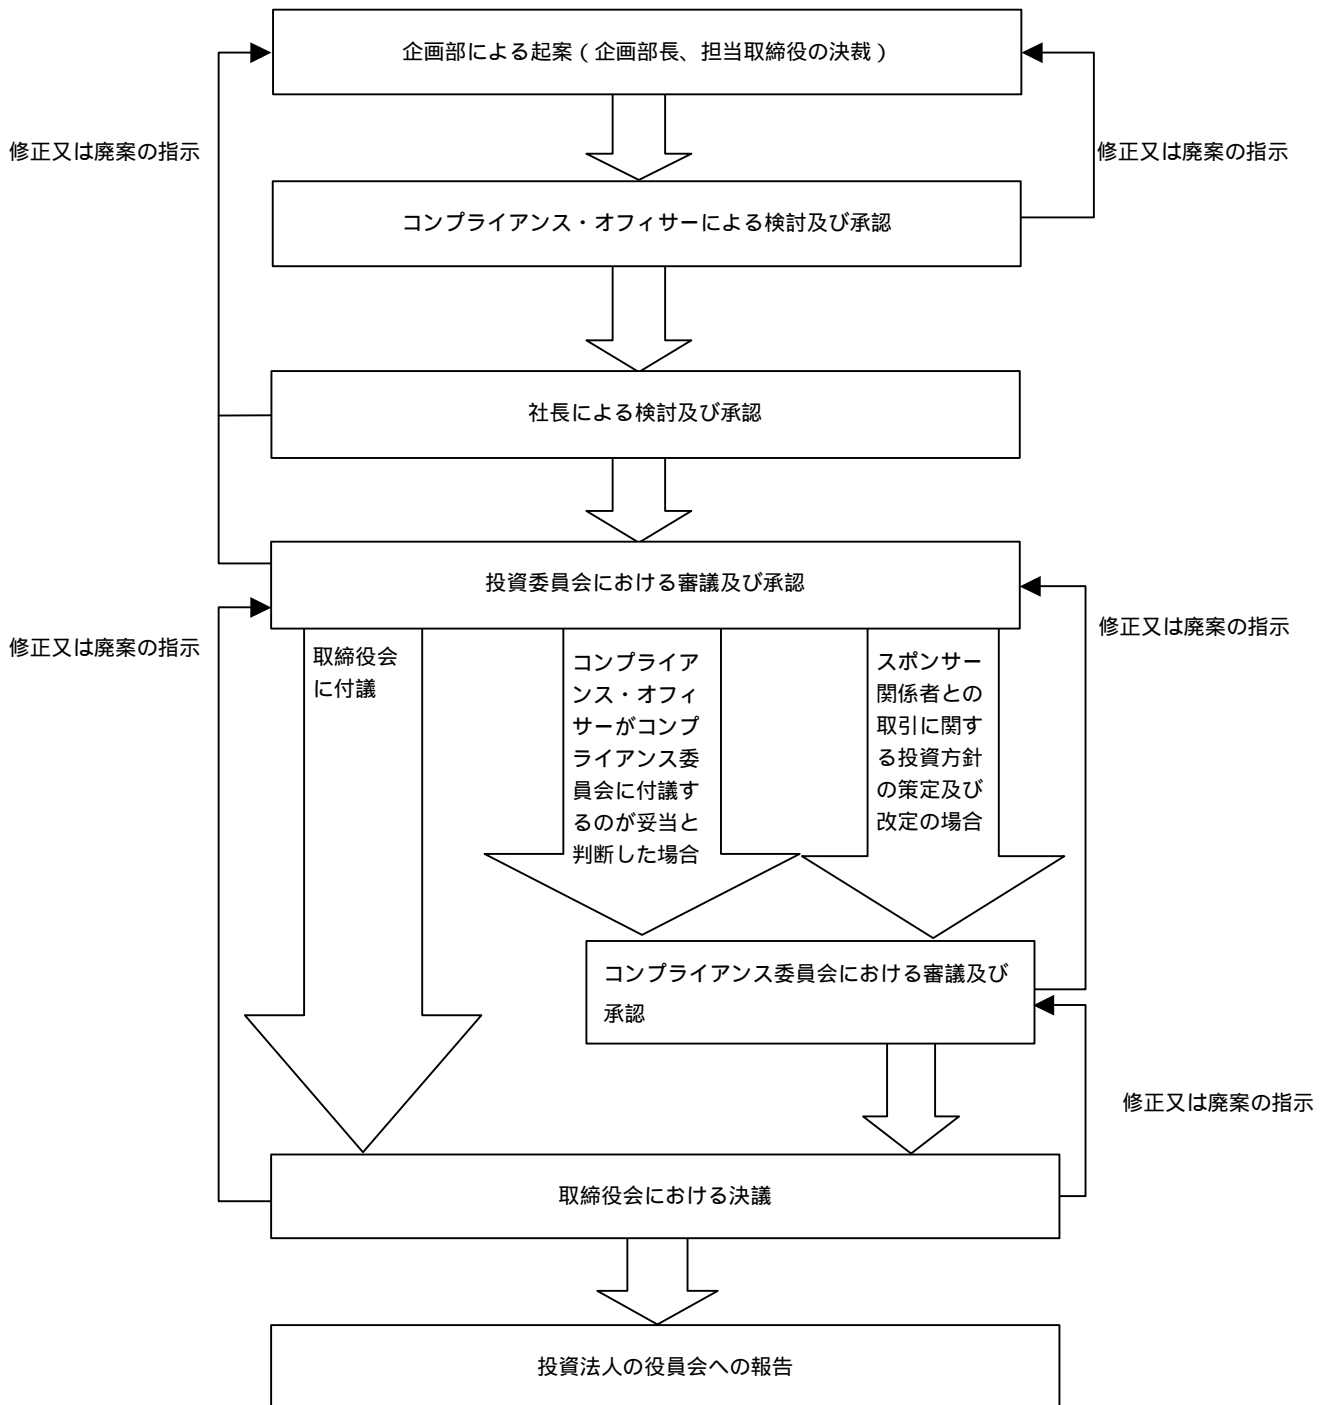 企画部による起案(企画部長、担当取締役の決裁)
修正又は廃案の指示
修正又は廃案の指示
コンプライアンス・オフィサーによる検討及び承認
社長による検討及び承認
投資委員会における審議及び承認
修正又は廃案の指示
取締役会
に付議
コンプライア
ンス・オフィ
サーがコンプ
ライアンス委
員会に付議す
るのが妥当と
判断した場合
スポンサー
関係者との
取引に関す
る投資方針
の策定及び
改定の場合
修正又は廃案の指示
コンプライアンス委員会における審議及び
承認
修正又は廃案の指示
取締役会における決議
投資法人の役員会への報告